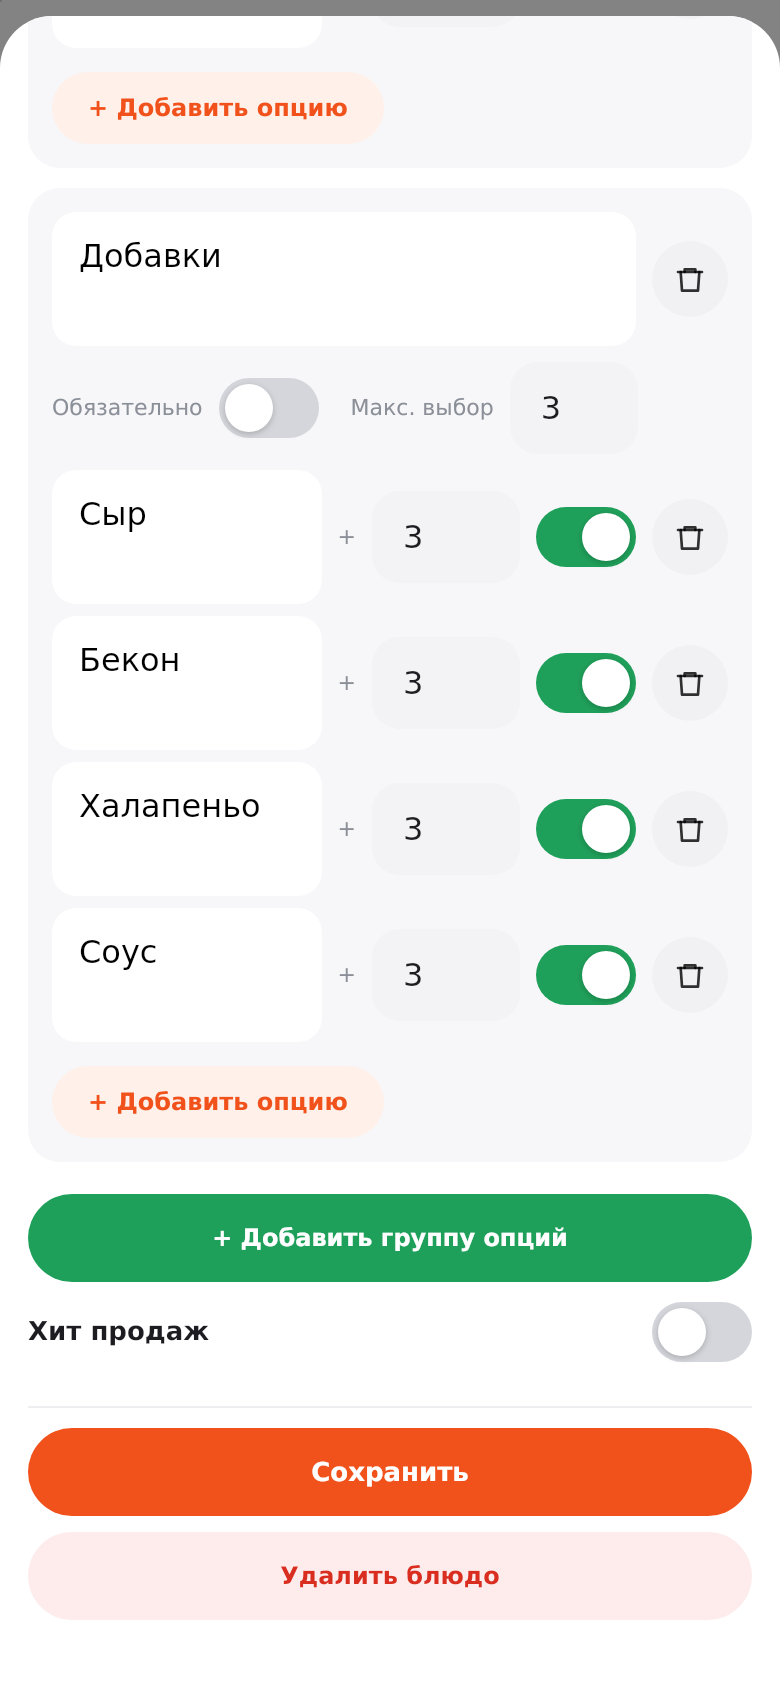 + Добавить опцию
Добавки
Обязательно Макс. выбор 3
Сыр + 3
Бекон + 3
Халапеньо + 3
Соус + 3
+ Добавить опцию
+ Добавить группу опций
Хит продаж
Сохранить
Удалить блюдо